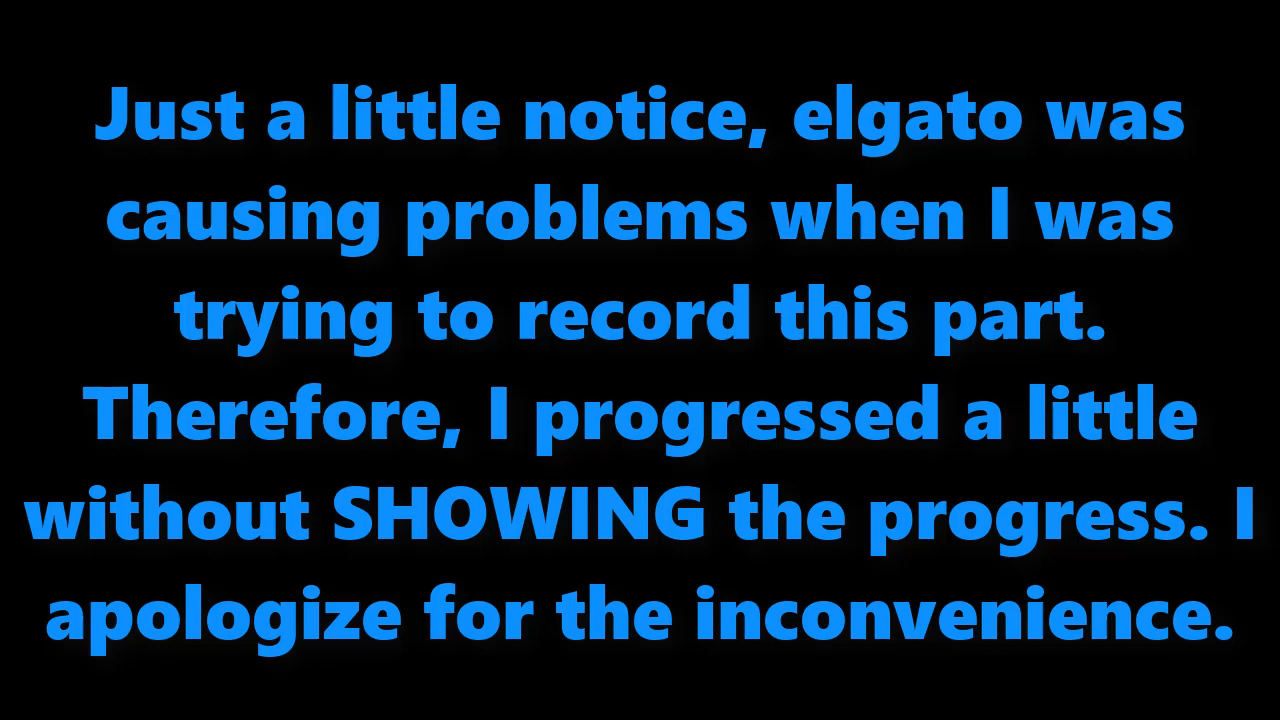 Just a little notice, elgato was
causing problems when I was
trying to record this part.
Therefore, I progressed a little
without SHOWING the progress. I
apologize for the inconvenience.